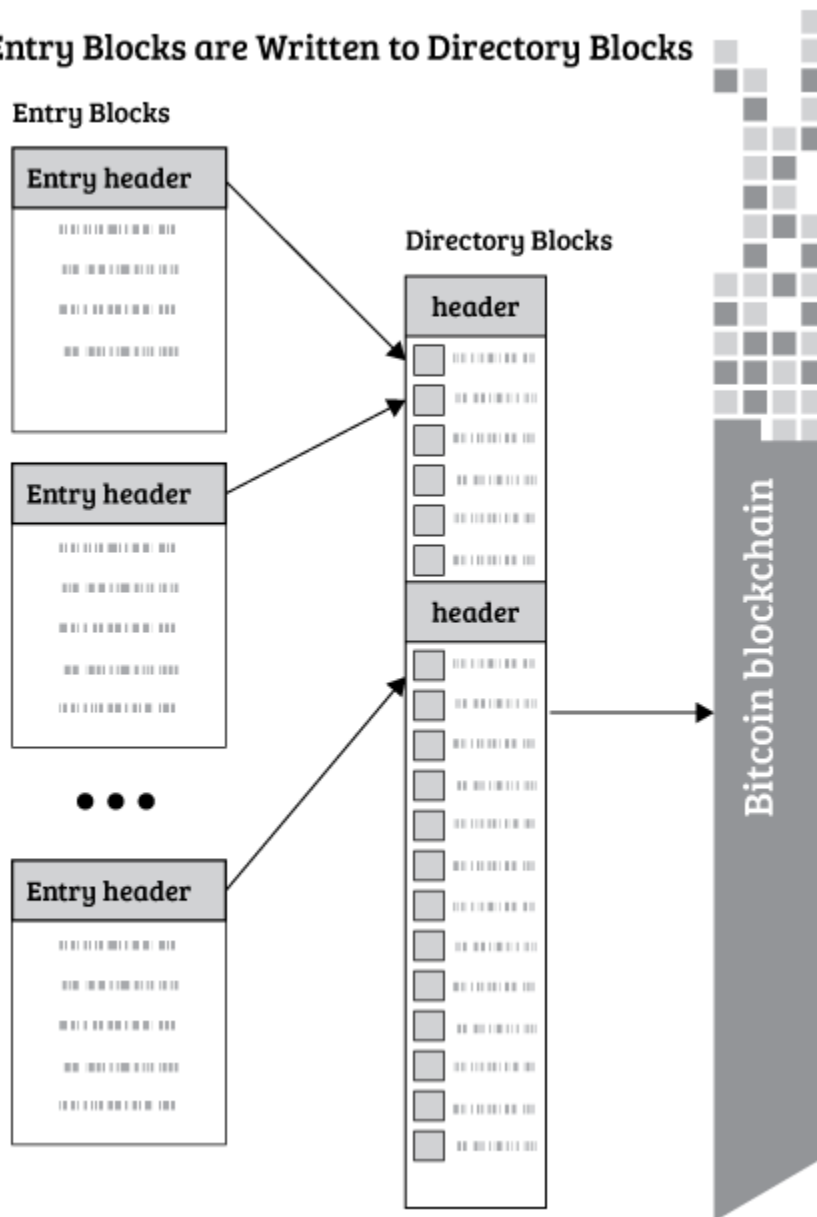 Entry Blocks are Written to Directory Blocks
Entry Blocks
Entry header
Directory Blocks
header
Entry header
header
Bitcoin blockchain
Entry header